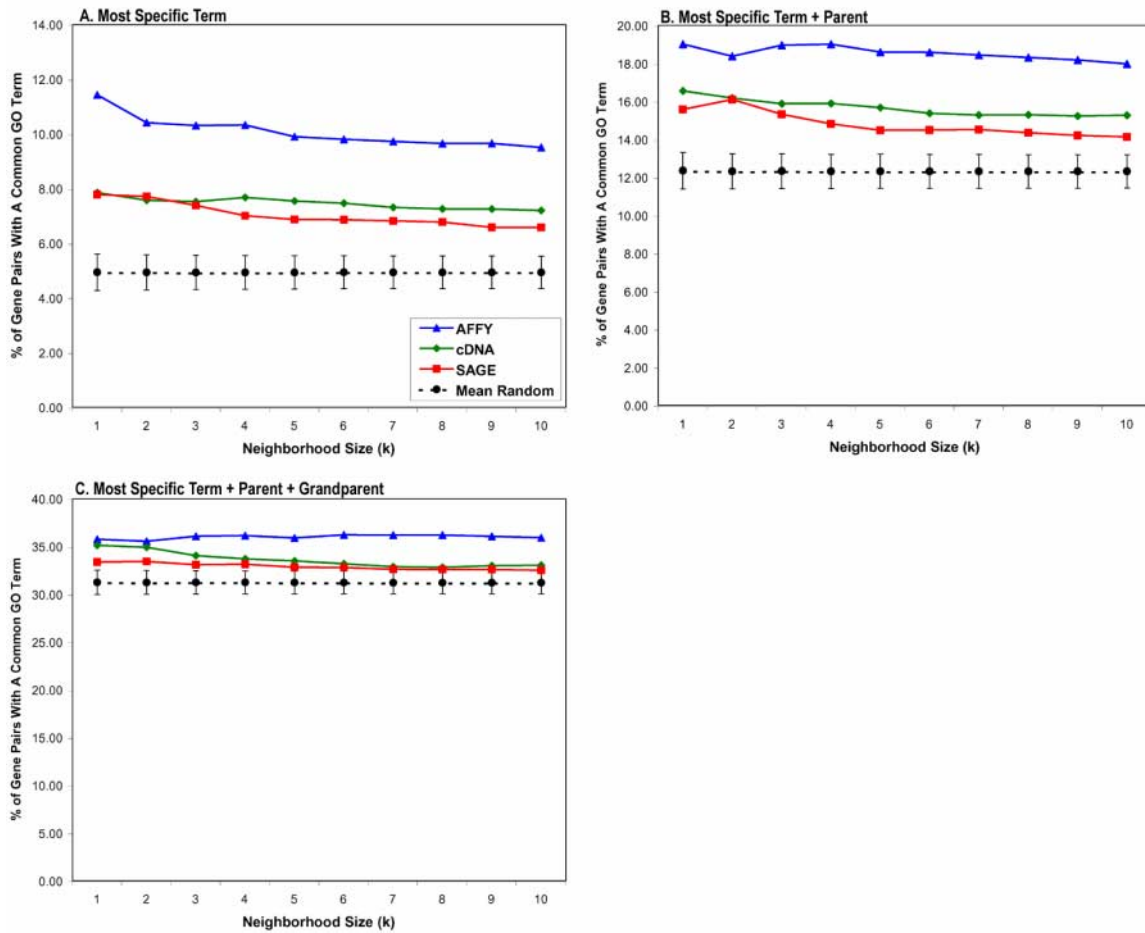 A. Most Specific Term
% of Gene Pairs With A Common GO Term
14.00
12.00
10.00
8.00
6.00
4.00
2.00
0.00
AFFY
cDNA
SAGE
Mean Random
1 2 3 4 5 6 7 8 9 10
Neighborhood Size (k)
B. Most Specific Term + Parent
% of Gene Pairs With A Common GO Term
20.00
18.00
16.00
14.00
12.00
10.00
8.00
6.00
4.00
2.00
0.00
1 2 3 4 5 6 7 8 9 10
Neighborhood Size (k)
C. Most Specific Term + Parent + Grandparent
% of Gene Pairs With A Common GO Term
40.00
35.00
30.00
25.00
20.00
15.00
10.00
5.00
0.00
1 2 3 4 5 6 7 8 9 10
Neighborhood Size (k)